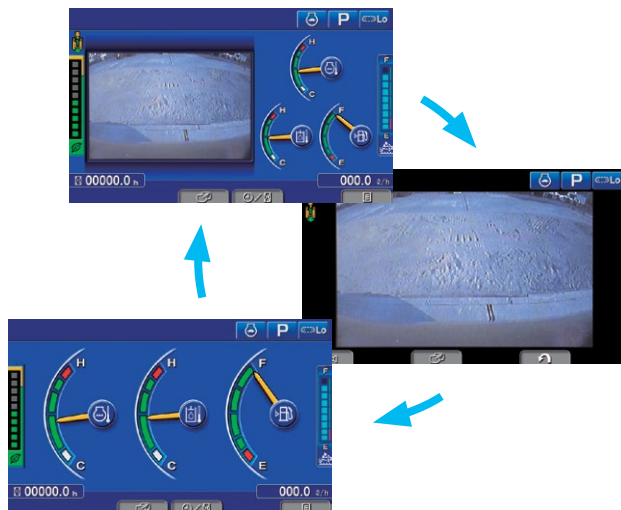 P Lo
H
C
H F
C E
F
E
00000.0 h
000.0 ℓ/h
P Lo
P Lo
H H F
C C E
F
E
00000.0 h
000.0 ℓ/h